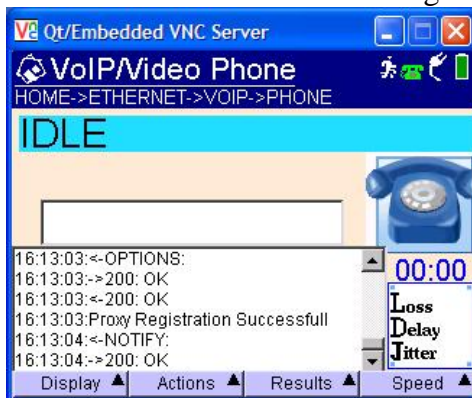 Qt/Embedded VNC Server
VoIP/Video Phone
HOME->ETHERNET->VOIP->PHONE
IDLE
16:13:03:<-OPTIONS:
16:13:03:->200: OK
16:13:03:<-200: OK
16:13:03:Proxy Registration Successfull
16:13:04:<-NOTIFY:
16:13:04:->200: OK
00:00
Loss
Delay
Jitter
Display Actions Results Speed